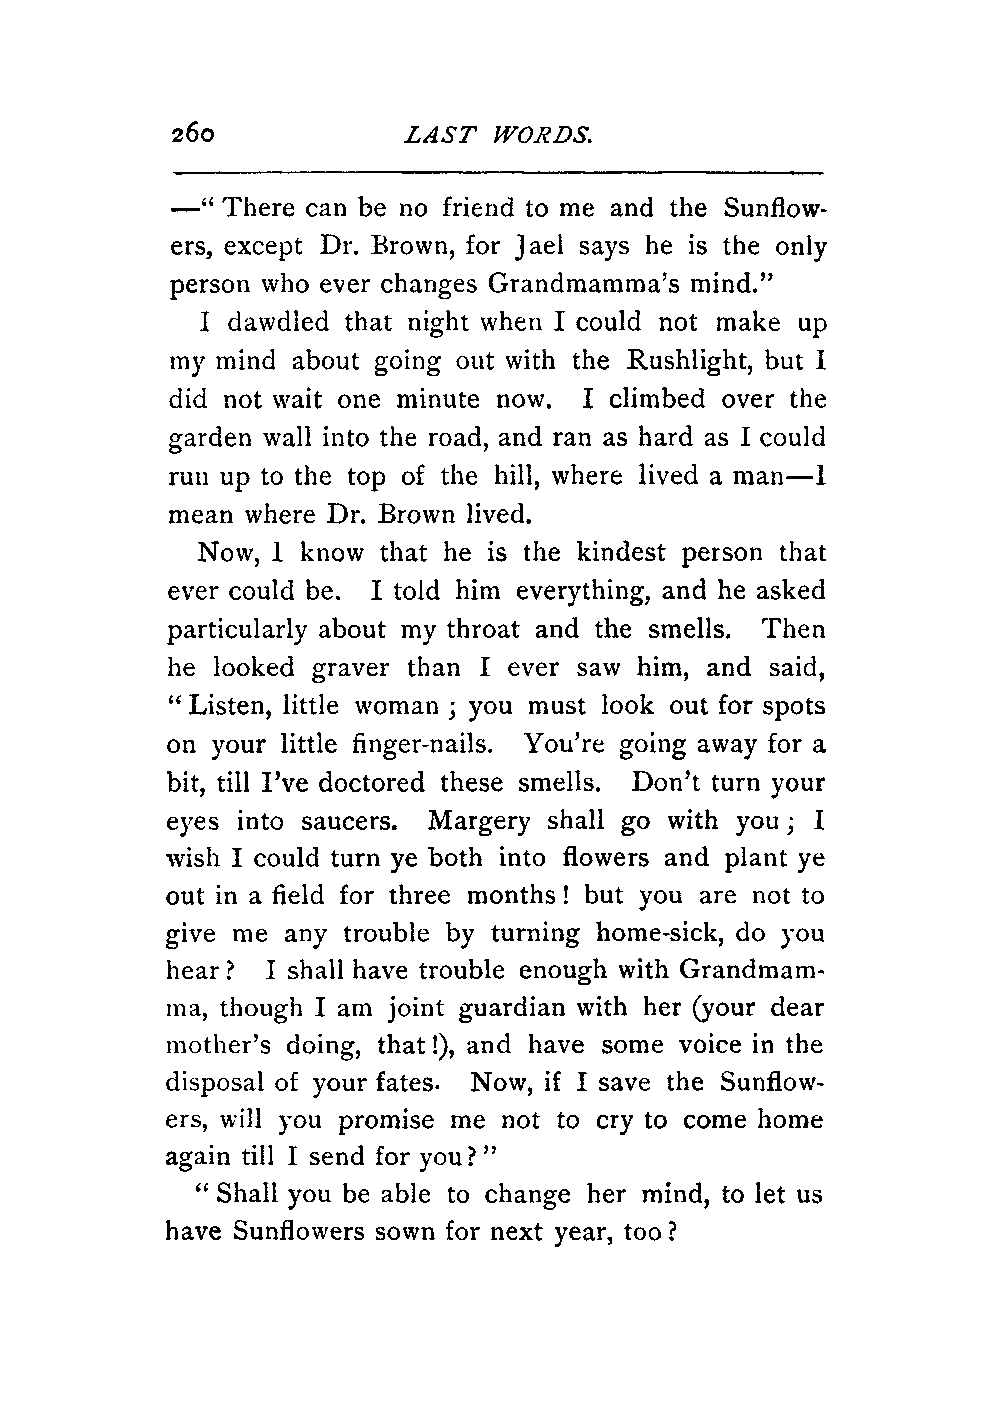 260 LAST WORDS.
—“ There can be no friend to me and the Sunflow-
ers, except Dr. Brown, for Jael says he is the only
person who ever changes Grandmamma's mind.”
I dawdled that night when I could not make up
my mind about going out with the Rushlight, but I
did not wait one minute now. I climbed over the
garden wall into the road, and ran as hard as I could
run up to the top of the hill, where lived a man—I
mean where Dr. Brown lived.
Now, I know that he is the kindest person that
ever could be. I told him everything, and he asked
particularly about my throat and the smells. Then
he looked graver than I ever saw him, and said,
“ Listen, little woman ; you must look out for spots
on your little finger-nails. You're going away for a
bit, till I've doctored these smells. Don't turn your
eyes into saucers. Margery shall go with you ; I
wish I could turn ye both into flowers and plant ye
out in a field for three months ! but you are not to
give me any trouble by turning home-sick, do you
hear ? I shall have trouble enough with Grandmam-
ma, though I am joint guardian with her (your dear
mother's doing, that !), and have some voice in the
disposal of your fates. Now, if I save the Sunflow-
ers, will you promise me not to cry to come home
again till I send for you ? ”
“ Shall you be able to change her mind, to let us
have Sunflowers sown for next year, too ?